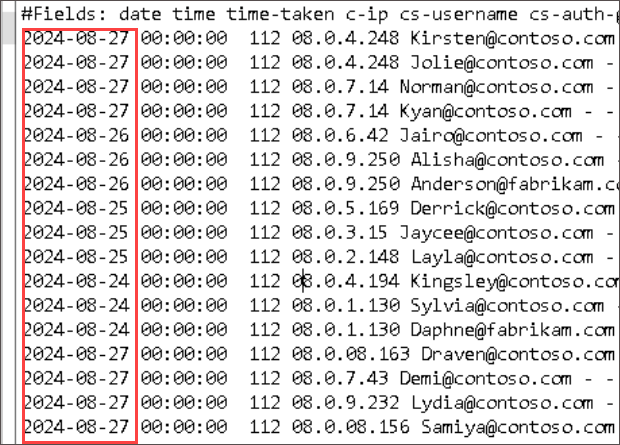 #Fields: date time time-taken c-ip cs-username cs-auth-g
2024-08-27 00:00:00 112 08.0.4.248 Kirsten@contoso.com
2024-08-27 00:00:00 112 08.0.4.248 Jolie@contoso.com -
2024-08-27 00:00:00 112 08.0.7.14 Norman@contoso.com -
2024-08-27 00:00:00 112 08.0.7.14 Kyan@contoso.com - -
2024-08-26 00:00:00 112 08.0.6.42 Jairo@contoso.com - -
2024-08-26 00:00:00 112 08.0.9.250 Alisha@contoso.com -
2024-08-26 00:00:00 112 08.0.9.250 Anderson@fabrikam.co
2024-08-25 00:00:00 112 08.0.5.169 Derrick@contoso.com
2024-08-25 00:00:00 112 08.0.3.15 Jaycee@contoso.com -
2024-08-25 00:00:00 112 08.0.2.148 Layla@contoso.com -
2024-08-24 00:00:00 112 08.0.4.194 Kingsley@contoso.com
2024-08-24 00:00:00 112 08.0.1.130 Sylvia@contoso.com -
2024-08-24 00:00:00 112 08.0.1.130 Daphne@fabrikam.com
2024-08-27 00:00:00 112 08.0.08.163 Draven@contoso.com
2024-08-27 00:00:00 112 08.0.7.43 Demi@contoso.com - -
2024-08-27 00:00:00 112 08.0.9.232 Lydia@contoso.com -
2024-08-27 00:00:00 112 08.0.08.156 Samiya@contoso.com